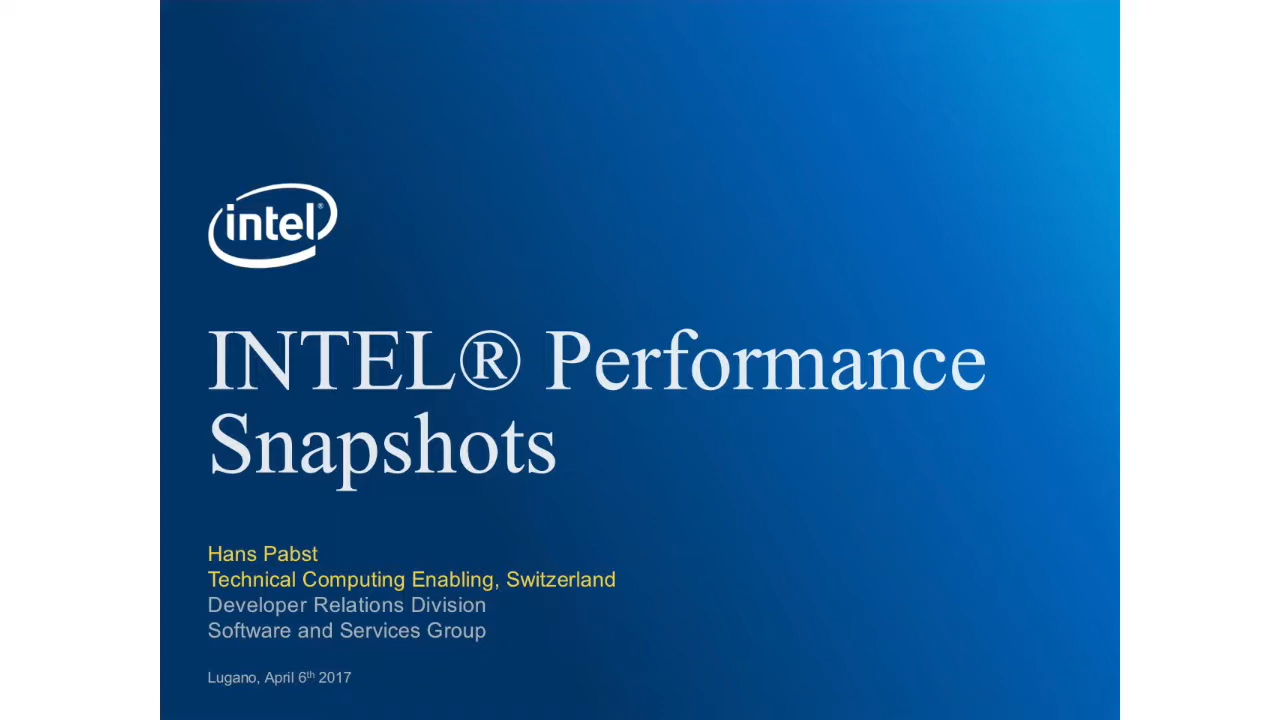 intel®
INTEL® Performance
Snapshots
Hans Pabst
Technical Computing Enabling, Switzerland
Developer Relations Division
Software and Services Group
Lugano, April 6th 2017